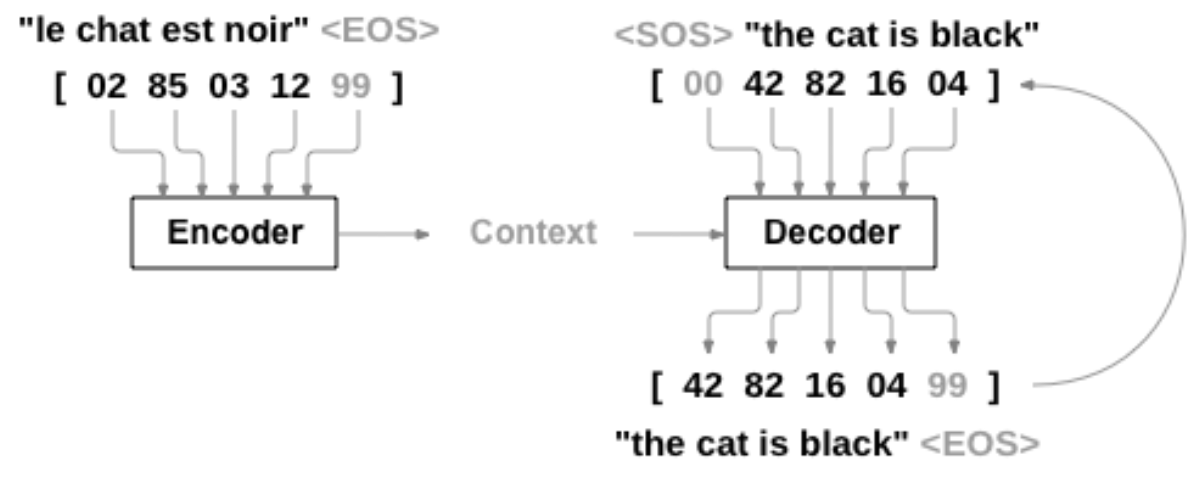 "le chat est noir" <EOS>
[ 02 85 03 12 99 ]
Encoder
Context
<SOS> "the cat is black"
[ 00 42 82 16 04 ]
Decoder
[ 42 82 16 04 99 ]
"the cat is black" <EOS>